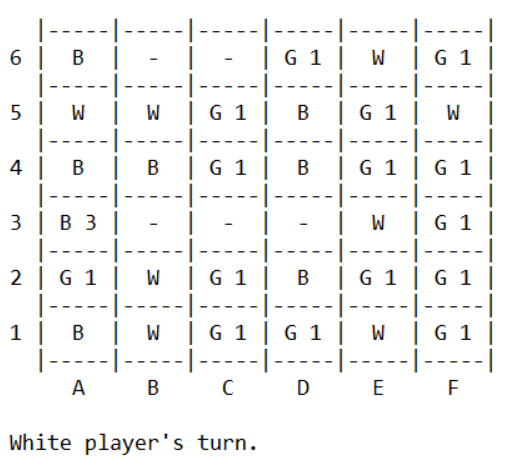 |-----|-----|-----|-----|-----|-----|
6 | B | - | - | G 1 | W | G 1 |
|-----|-----|-----|-----|-----|-----|
5 | W | W | G 1 | B | G 1 | W |
|-----|-----|-----|-----|-----|-----|
4 | B | B | G 1 | B | G 1 | G 1 |
|-----|-----|-----|-----|-----|-----|
3 | B 3 | - | - | - | W | G 1 |
|-----|-----|-----|-----|-----|-----|
2 | G 1 | W | G 1 | B | G 1 | G 1 |
|-----|-----|-----|-----|-----|-----|
1 | B | W | G 1 | G 1 | W | G 1 |
|-----|-----|-----|-----|-----|-----|
A B C D E F
White player's turn.